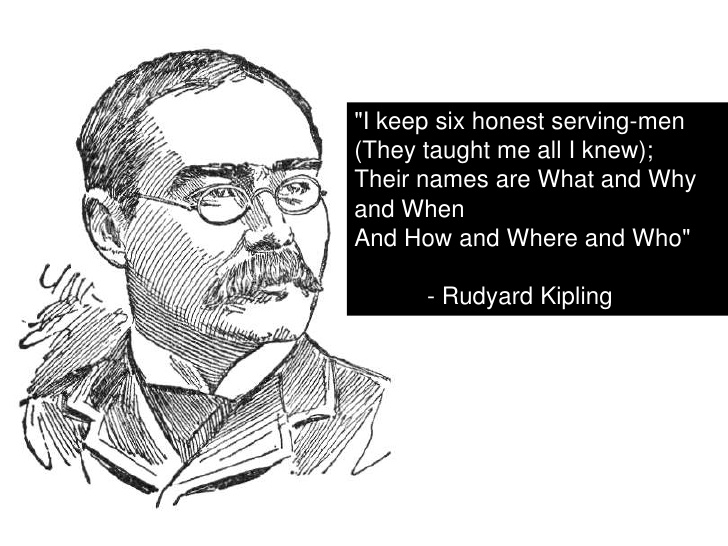 "I keep six honest serving-men
(They taught me all I knew);
Their names are What and Why
and When
And How and Where and Who"
- Rudyard Kipling